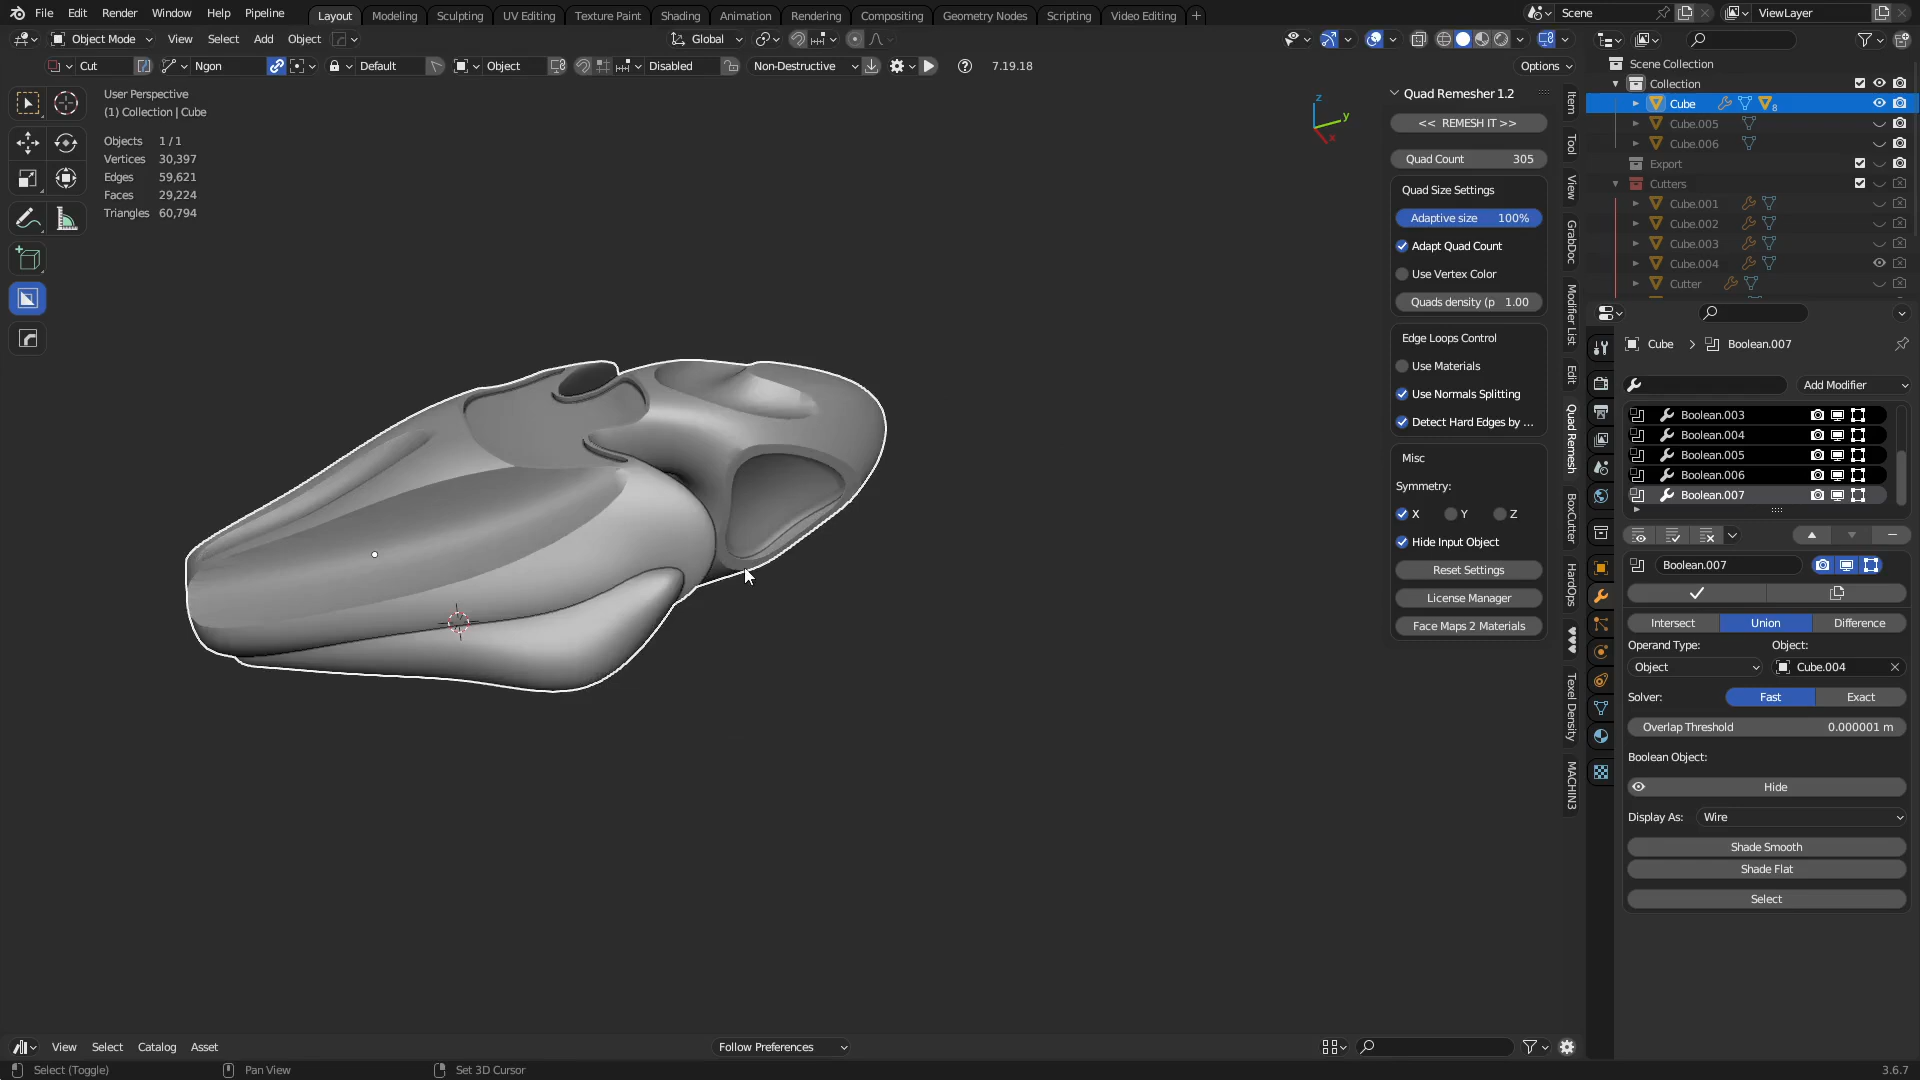 File Edit Render Window Help Pipeline Layout Modeling Sculpting UV Editing Texture Paint Shading Animation Rendering Compositing Geometry Nodes Scripting Video Editing + Scene ViewLayer
Object Mode View Select Add Object Global
Cut Ngon Default Object Disabled Non-Destructive 7.19.18 Options
User Perspective
(1) Collection | Cube
Objects 1 / 1
Vertices 30,397
Edges 59,621
Faces 29,224
Triangles 60,794
z
y
x
Quad Remesher 1.2
<< REMESH IT >>
Quad Count 305
Quad Size Settings
Adaptive size 100%
Adapt Quad Count
Use Vertex Color
Quads density (p 1.00
Edge Loops Control
Use Materials
Use Normals Splitting
Detect Hard Edges by ...
Misc
Symmetry:
X Y Z
Hide Input Object
Reset Settings
License Manager
Face Maps 2 Materials
Item
Tool
View
GrabDoc
Modifier List
Edit
Quad Remesh
BoxCutter
HardOps
Texel Density
MACHIN3
Scene Collection
Collection
Cube 8
Cube.005
Cube.006
Export
Cutters
Cube.001
Cube.002
Cube.003
Cube.004
Cutter
Cube > Boolean.007
Add Modifier
Boolean.003
Boolean.004
Boolean.005
Boolean.006
Boolean.007
Boolean.007
Intersect Union Difference
Operand Type: Object:
Object Cube.004
Solver: Fast Exact
Overlap Threshold 0.000001 m
Boolean Object:
Hide
Display As: Wire
Shade Smooth
Shade Flat
Select
View Select Catalog Asset Follow Preferences
Select (Toggle) Pan View Set 3D Cursor 3.6.7